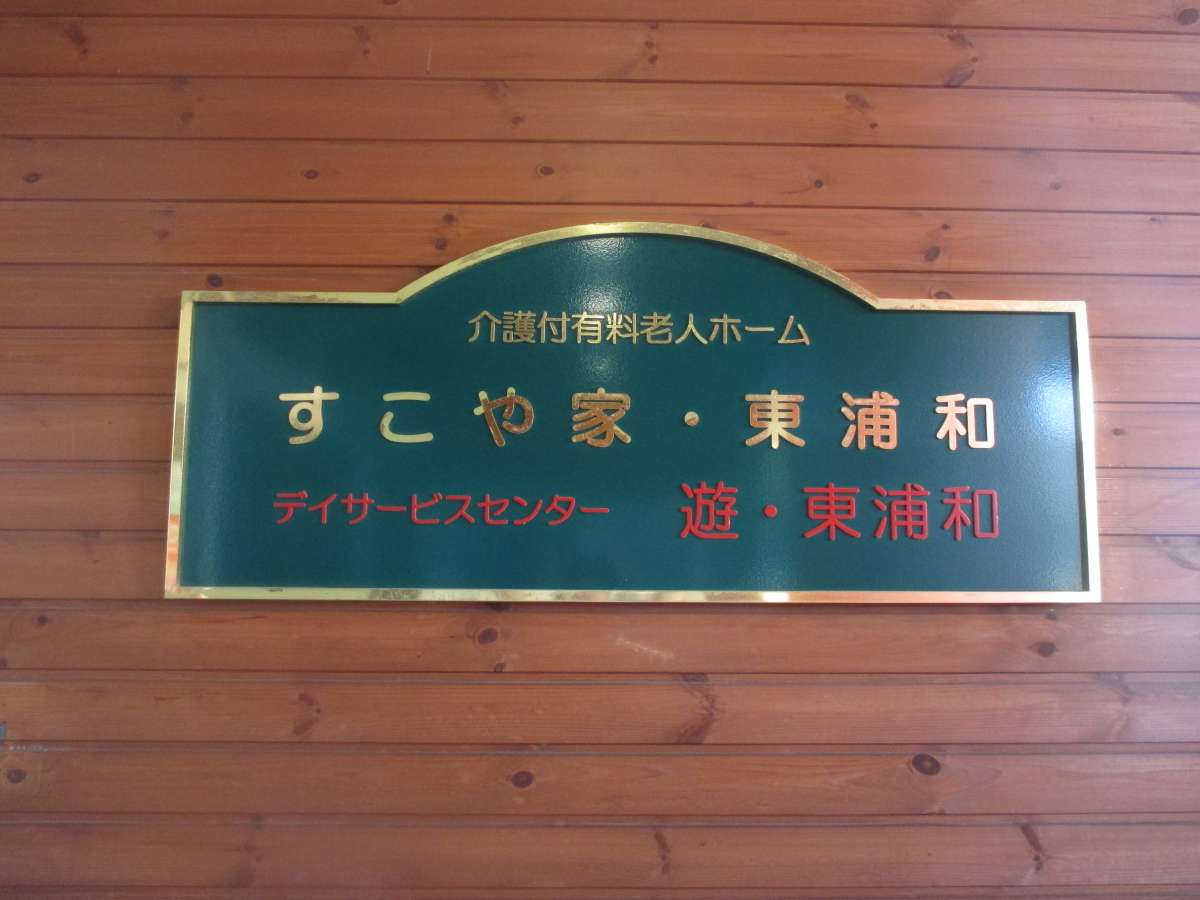 介護付有料老人ホーム
すこや家・東浦和
デイサービスセンター 遊・東浦和